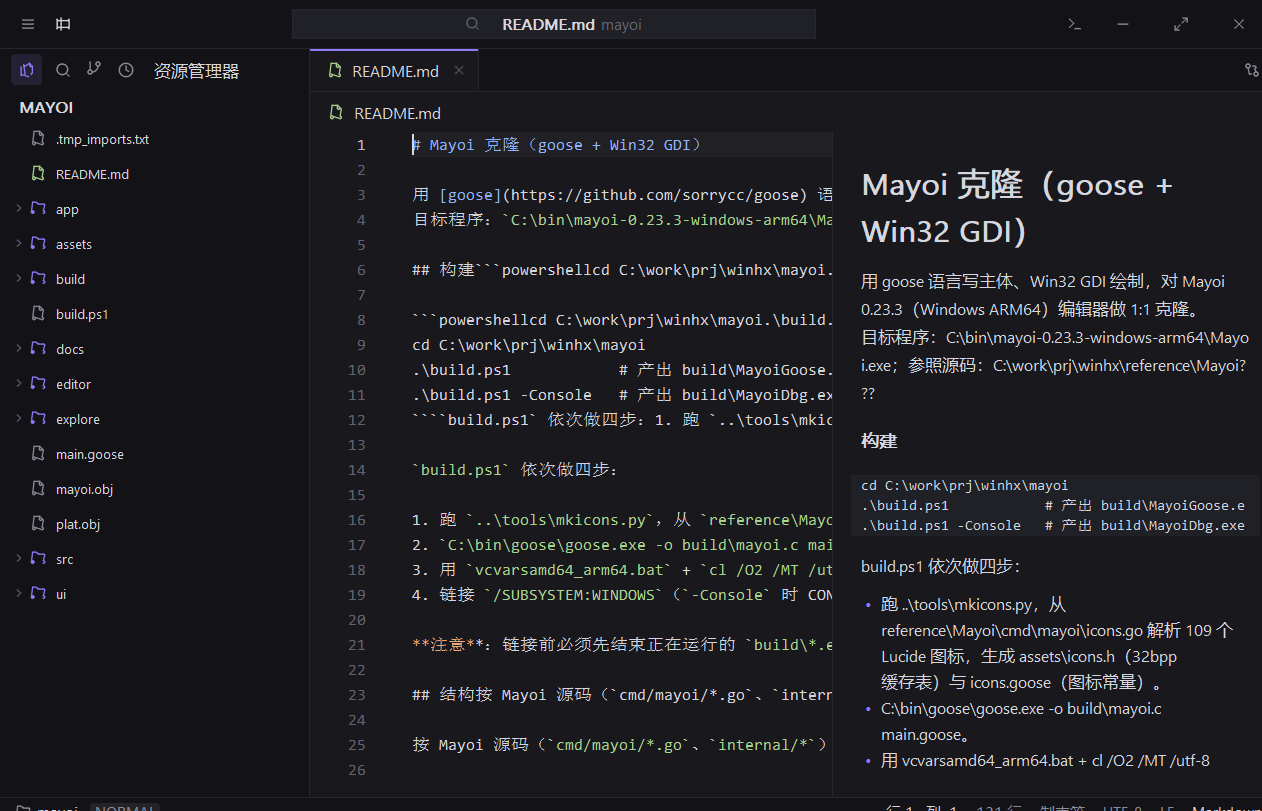 README.md mayoi
资源管理器
README.md
MAYOI
README.md
.tmp_imports.txt
README.md
app
assets
build
build.ps1
docs
editor
explore
main.goose
mayoi.obj
plat.obj
src
ui
1 # Mayoi 克隆（goose + Win32 GDI）
2
3 用 [goose](https://github.com/sorrycc/goose) 语
4 目标程序：`C:\bin\mayoi-0.23.3-windows-arm64\Ma
5
6 ## 构建```powershellcd C:\work\prj\winhx\mayoi.
7
8 ```powershellcd C:\work\prj\winhx\mayoi.\build.
9 cd C:\work\prj\winhx\mayoi
10 .\build.ps1 # 产出 build\MayoiGoose.
11 .\build.ps1 -Console # 产出 build\MayoiDbg.ex
12 ````build.ps1` 依次做四步：1. 跑 `..\tools\mkic
13
14 `build.ps1` 依次做四步：
15
16 1. 跑 `..\tools\mkicons.py`，从 `reference\Mayo
17 2. `C:\bin\goose\goose.exe -o build\mayoi.c mai
18 3. 用 `vcvarsamd64_arm64.bat` + `cl /O2 /MT /ut
19 4. 链接 `/SUBSYSTEM:WINDOWS`（`-Console` 时 CON
20
21 **注意**：链接前必须先结束正在运行的 `build\*.e
22
23 ## 结构按 Mayoi 源码（`cmd/mayoi/*.go`、`intern
24
25 按 Mayoi 源码（`cmd/mayoi/*.go`、`internal/*`）
26
Mayoi 克隆（goose +
Win32 GDI）
用 goose 语言写主体、Win32 GDI 绘制，对 Mayoi
0.23.3（Windows ARM64）编辑器做 1:1 克隆。
目标程序：C:\bin\mayoi-0.23.3-windows-arm64\Mayo
i.exe；参照源码：C:\work\prj\winhx\reference\Mayoi?
??
构建
cd C:\work\prj\winhx\mayoi
.\build.ps1 # 产出 build\MayoiGoose.e
.\build.ps1 -Console # 产出 build\MayoiDbg.exe
build.ps1 依次做四步：
• 跑 ..\tools\mkicons.py，从
reference\Mayoi\cmd\mayoi\icons.go 解析 109 个
Lucide 图标，生成 assets\icons.h（32bpp
缓存表）与 icons.goose（图标常量）。
• C:\bin\goose\goose.exe -o build\mayoi.c
main.goose。
• 用 vcvarsamd64_arm64.bat + cl /O2 /MT /utf-8
mayoi NORMAL 行 1，列 1 131 行 制表符 UTF-8 LF Markdown